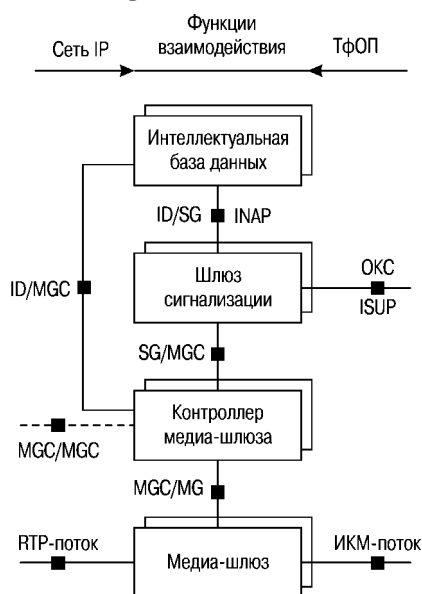 Функции
взаимодействия
Сеть IP
ТфОП
Интеллектуальная
база данных
ID/SG
INAP
Шлюз
сигнализации
ОКС
ISUP
ID/MGC
SG/MGC
Контроллер
медиа-шлюза
MGC/MGC
MGC/MG
RTP-поток
Медиа-шлюз
ИКМ-поток